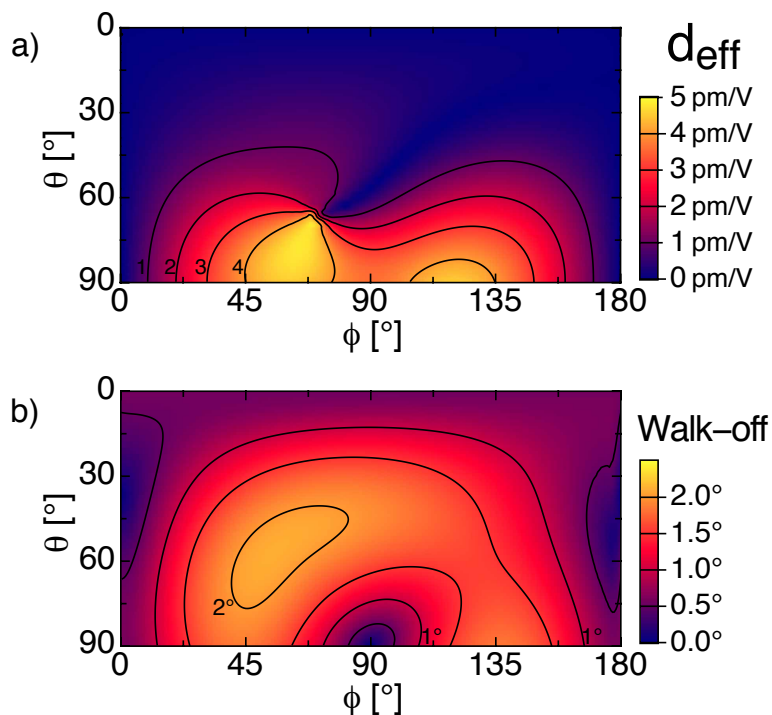 a)
0
30
60
90
θ [°]
1
2
3
4
0
45
90
135
180
ϕ [°]
d_eff
5 pm/V
4 pm/V
3 pm/V
2 pm/V
1 pm/V
0 pm/V
b)
0
30
60
90
θ [°]
2°
1°
1°
0
45
90
135
180
ϕ [°]
Walk–off
2.0°
1.5°
1.0°
0.5°
0.0°